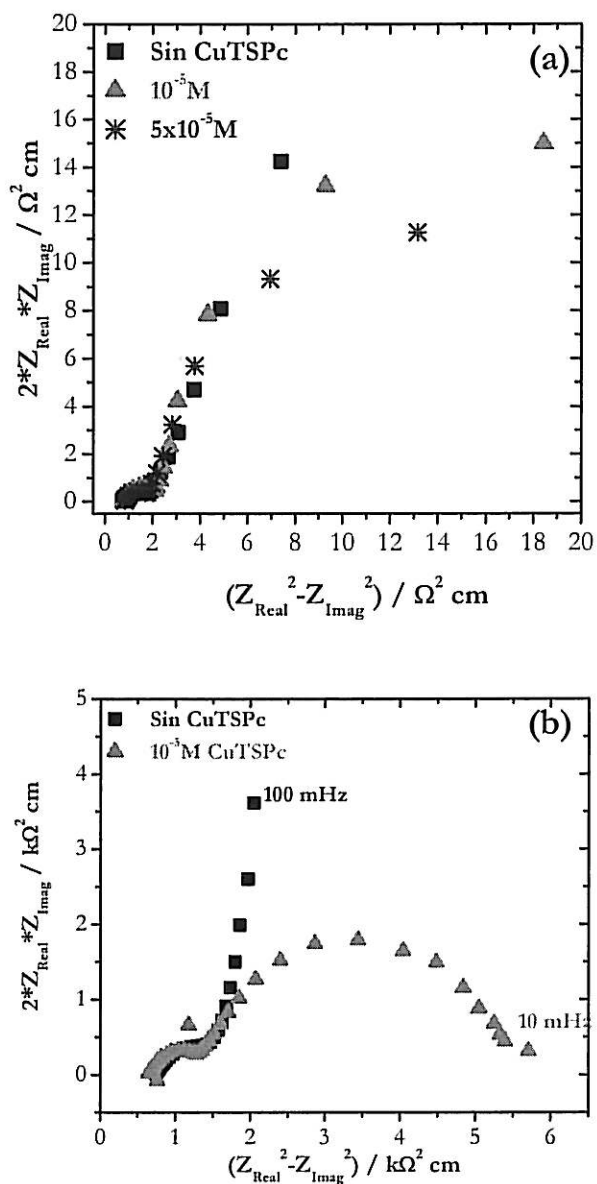 20
18
16
14
12
10
8
6
4
2
0
2*Z_Real*Z_Imag / Ω² cm
Sin CuTSPc
10⁻⁵M
5x10⁻⁵M
(a)
0 2 4 6 8 10 12 14 16 18 20
(Z_Real²-Z_Imag²) / Ω² cm
5
4
3
2
1
0
2*Z_Real*Z_Imag / kΩ² cm
Sin CuTSPc
10⁻⁵M CuTSPc
(b)
100 mHz
10 mHz
0 1 2 3 4 5 6
(Z_Real²-Z_Imag²) / kΩ² cm